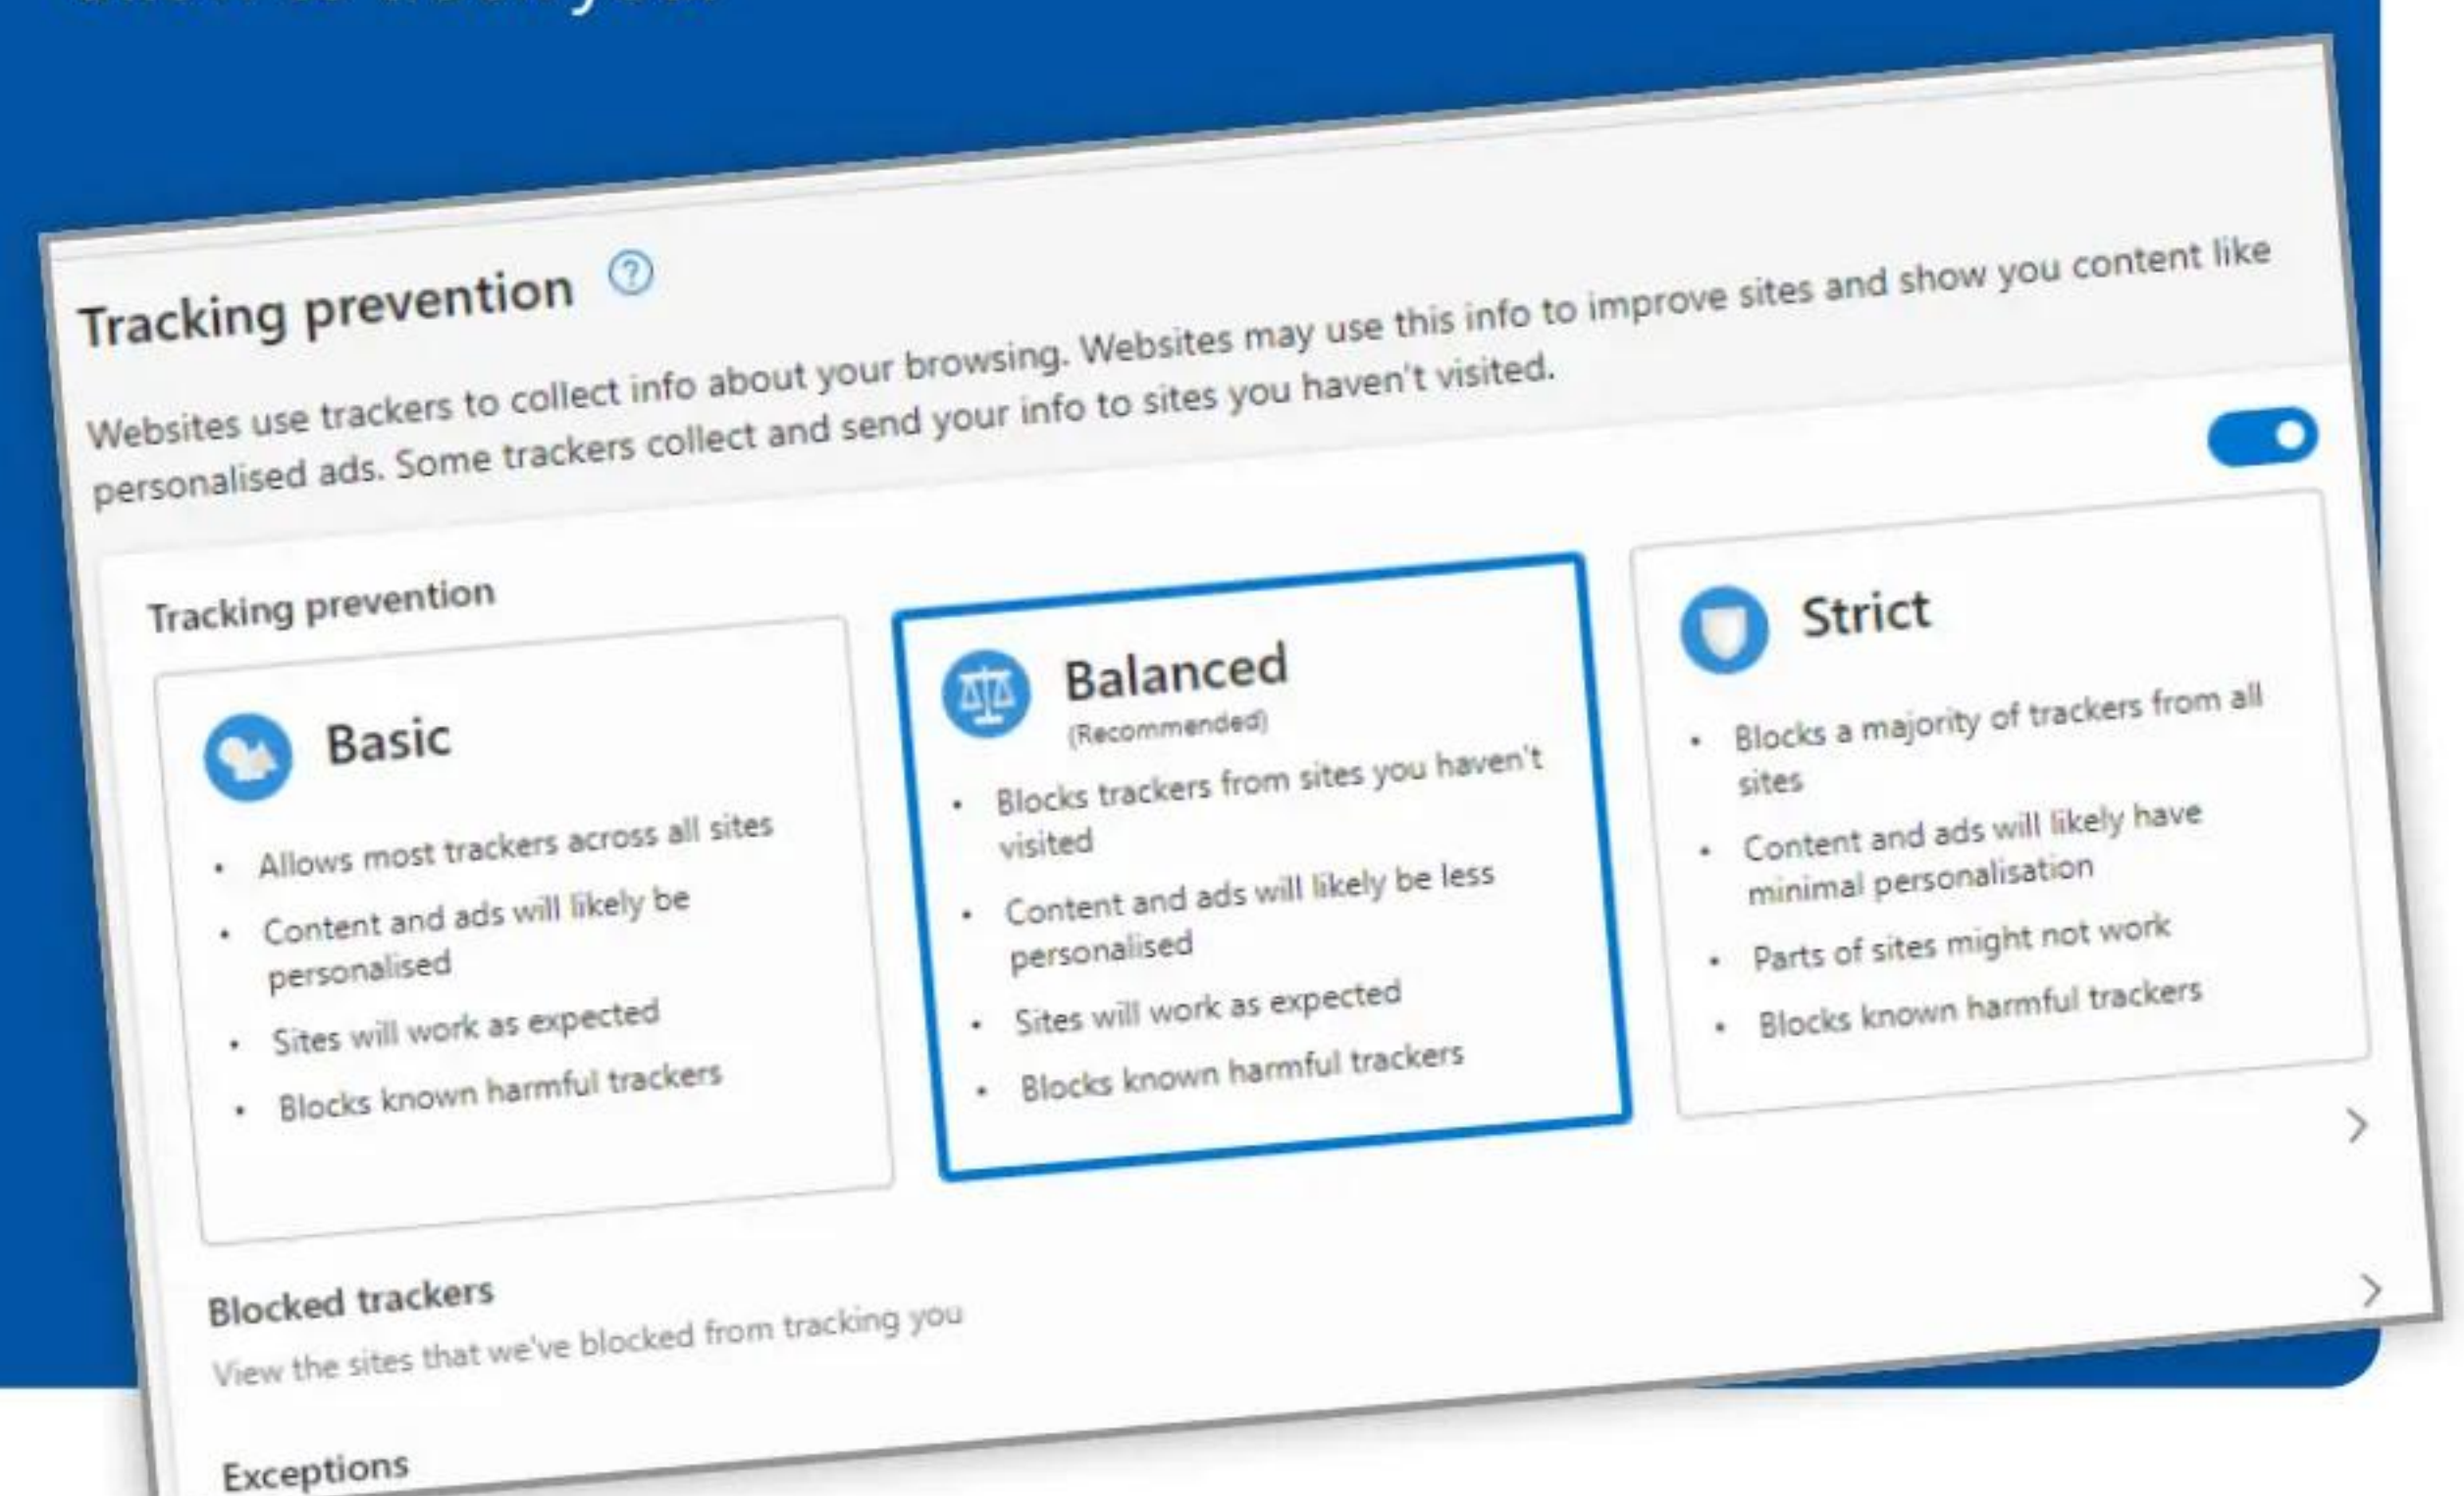 Tracking prevention
Websites use trackers to collect info about your browsing. Websites may use this info to improve sites and show you content like
personalised ads. Some trackers collect and send your info to sites you haven't visited.
Tracking prevention
Basic
• Allows most trackers across all sites
• Content and ads will likely be
personalised
• Sites will work as expected
• Blocks known harmful trackers
Balanced
(Recommended)
• Blocks trackers from sites you haven't
visited
• Content and ads will likely be less
personalised
• Sites will work as expected
• Blocks known harmful trackers
Strict
• Blocks a majority of trackers from all
sites
• Content and ads will likely have
minimal personalisation
• Parts of sites might not work
• Blocks known harmful trackers
Blocked trackers
View the sites that we've blocked from tracking you
Exceptions